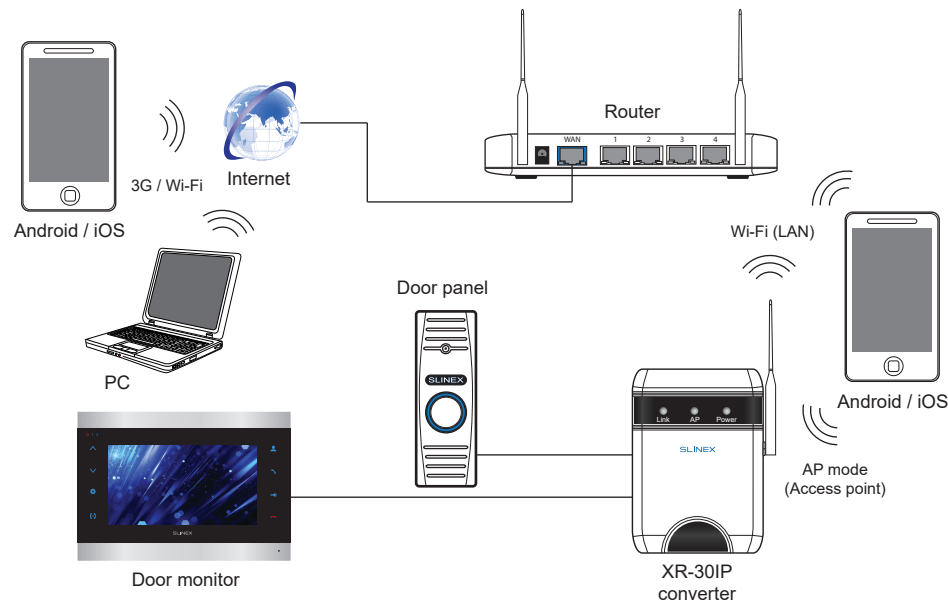 Router
WAN
1
2
3
4
3G / Wi-Fi
Internet
Android / iOS
Wi-Fi (LAN)
Door panel
SLINEX
PC
Link
AP
Power
SLINEX
Android / iOS
AP mode
(Access point)
SLINEX
Door monitor
XR-30IP
converter